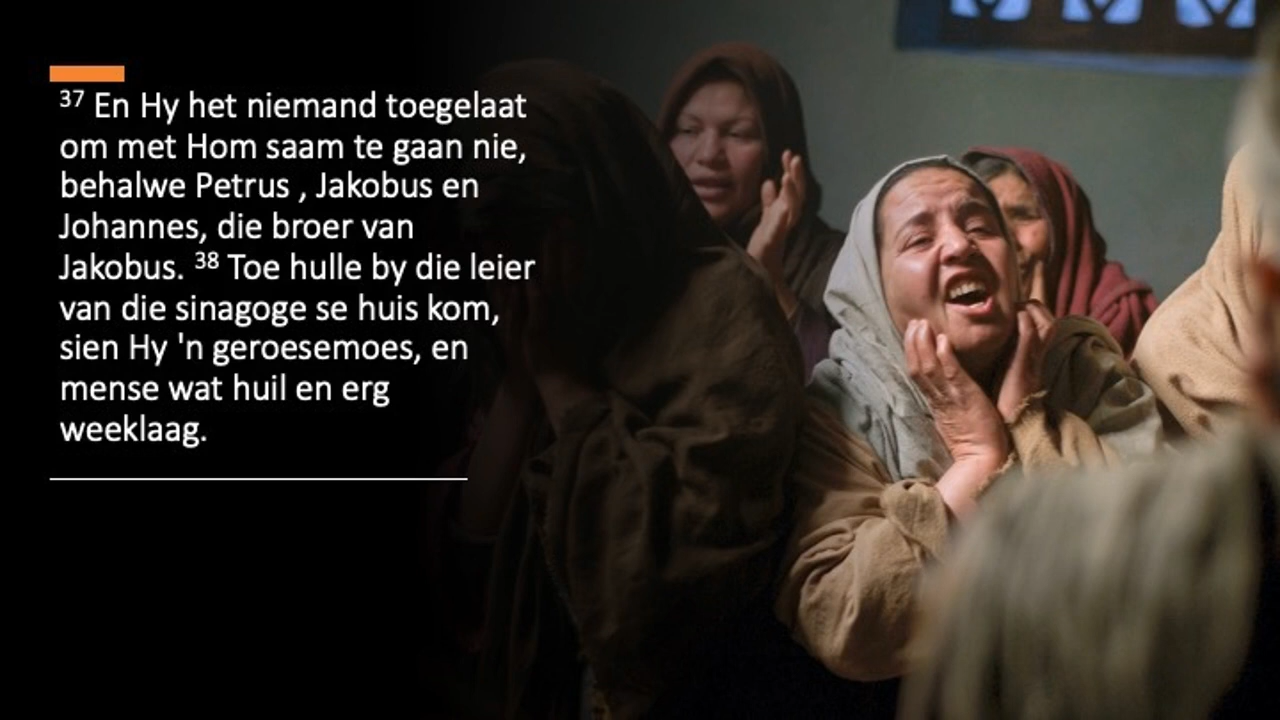 37 En Hy het niemand toegelaat
om met Hom saam te gaan nie,
behalwe Petrus , Jakobus en
Johannes, die broer van
Jakobus. 38 Toe hulle by die leier
van die sinagoge se huis kom,
sien Hy 'n geroesemoes, en
mense wat huil en erg
weeklaag.